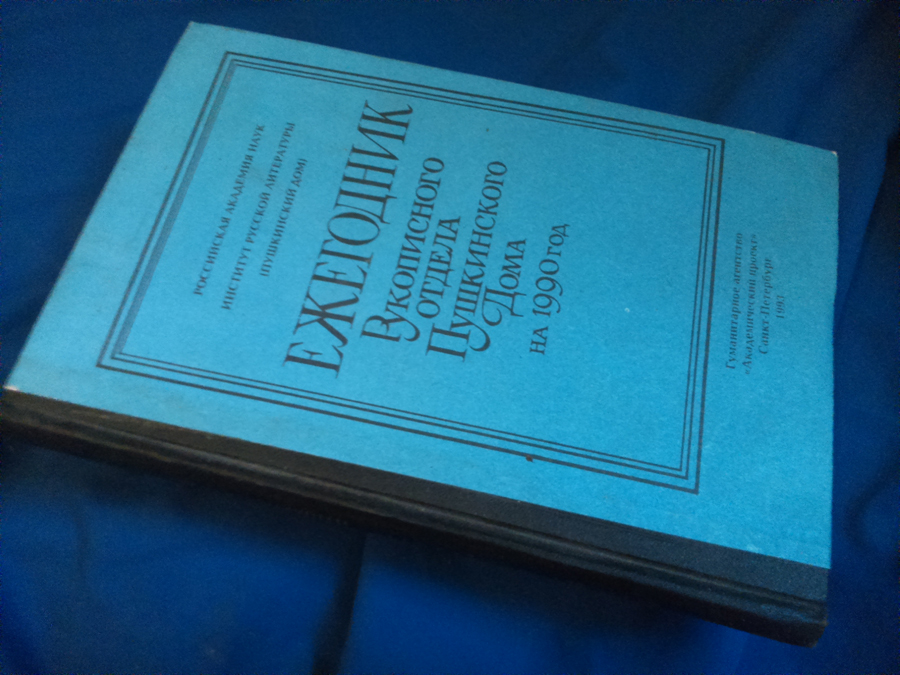 РОССИЙСКАЯ АКАДЕМИЯ НАУК
ИНСТИТУТ РУССКОЙ ЛИТЕРАТУРЫ
(ПУШКИНСКИЙ ДОМ)
ЕЖЕГОДНИК
Рукописного
отдела
Пушкинского
Дома
на 1990 год
Гуманитарное агентство
«Академический проект»
Санкт-Петербург
1993